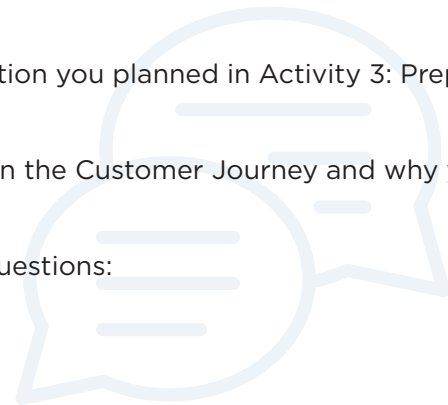 tion you planned in Activity 3: Prep
n the Customer Journey and why
uestions: